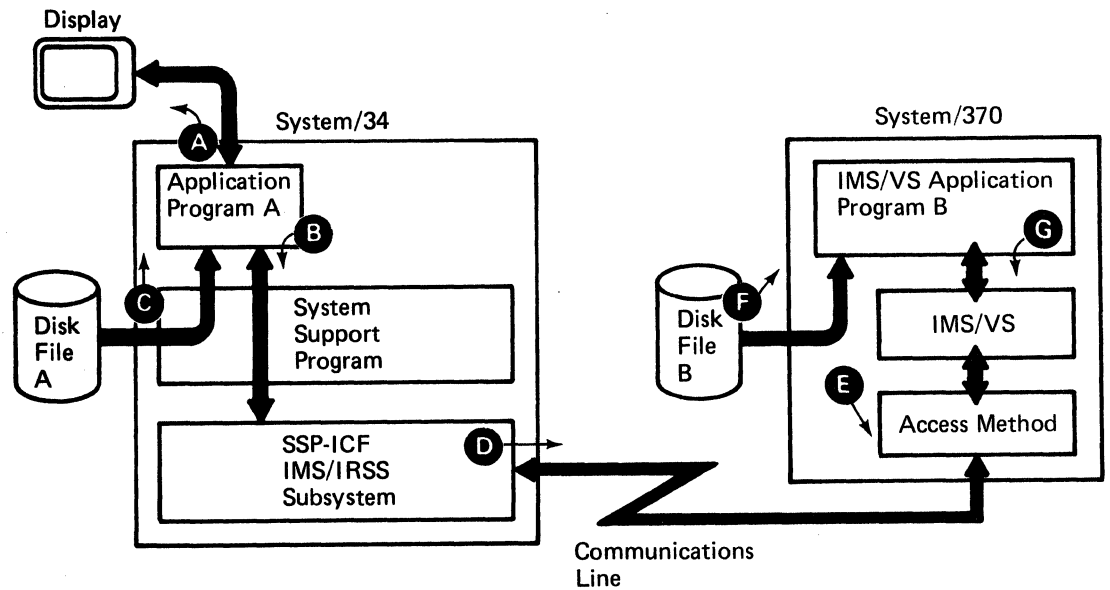 Display
System/34
A
Application
Program A
B
C
Disk
File
A
System
Support
Program
D
SSP-ICF
IMS/IRSS
Subsystem
Communications
Line
System/370
IMS/VS Application
Program B
G
F
Disk
File
B
IMS/VS
E
Access Method